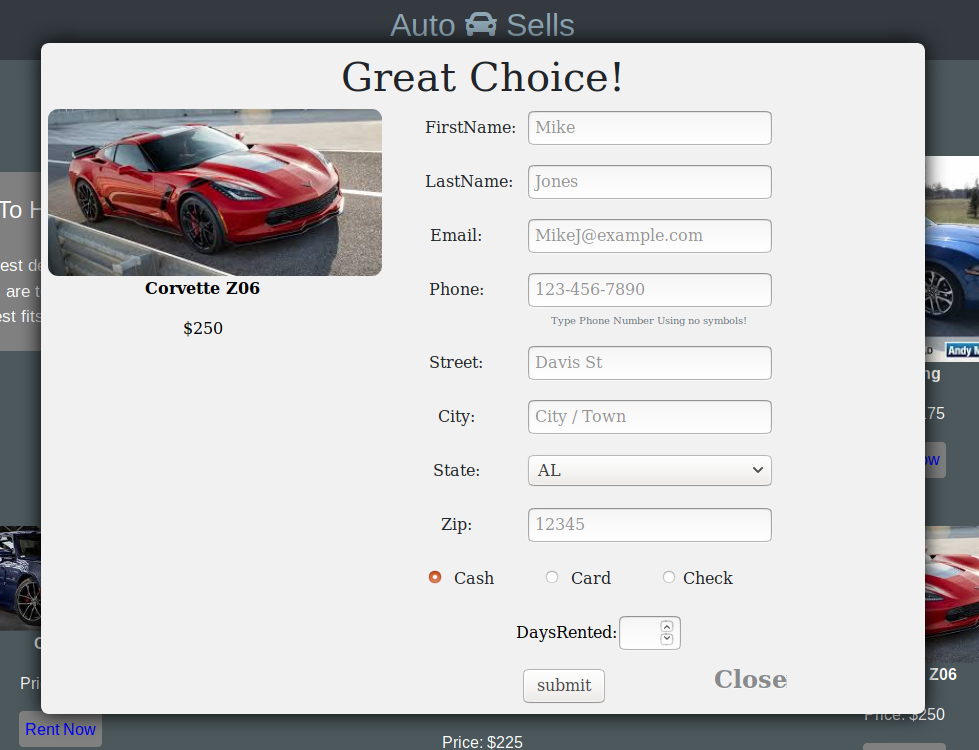 Auto Sells
Great Choice!
FirstName: Mike
LastName: Jones
Email: MikeJ@example.com
Phone: 123-456-7890
Type Phone Number Using no symbols!
Street: Davis St
City: City / Town
State: AL
Zip: 12345
Cash Card Check
DaysRented:
submit Close
Corvette Z06
$250
To
est
are
est fits
Andy
ng
75
ow
Pri
Rent Now
Price: $225
Z06
Price: $250